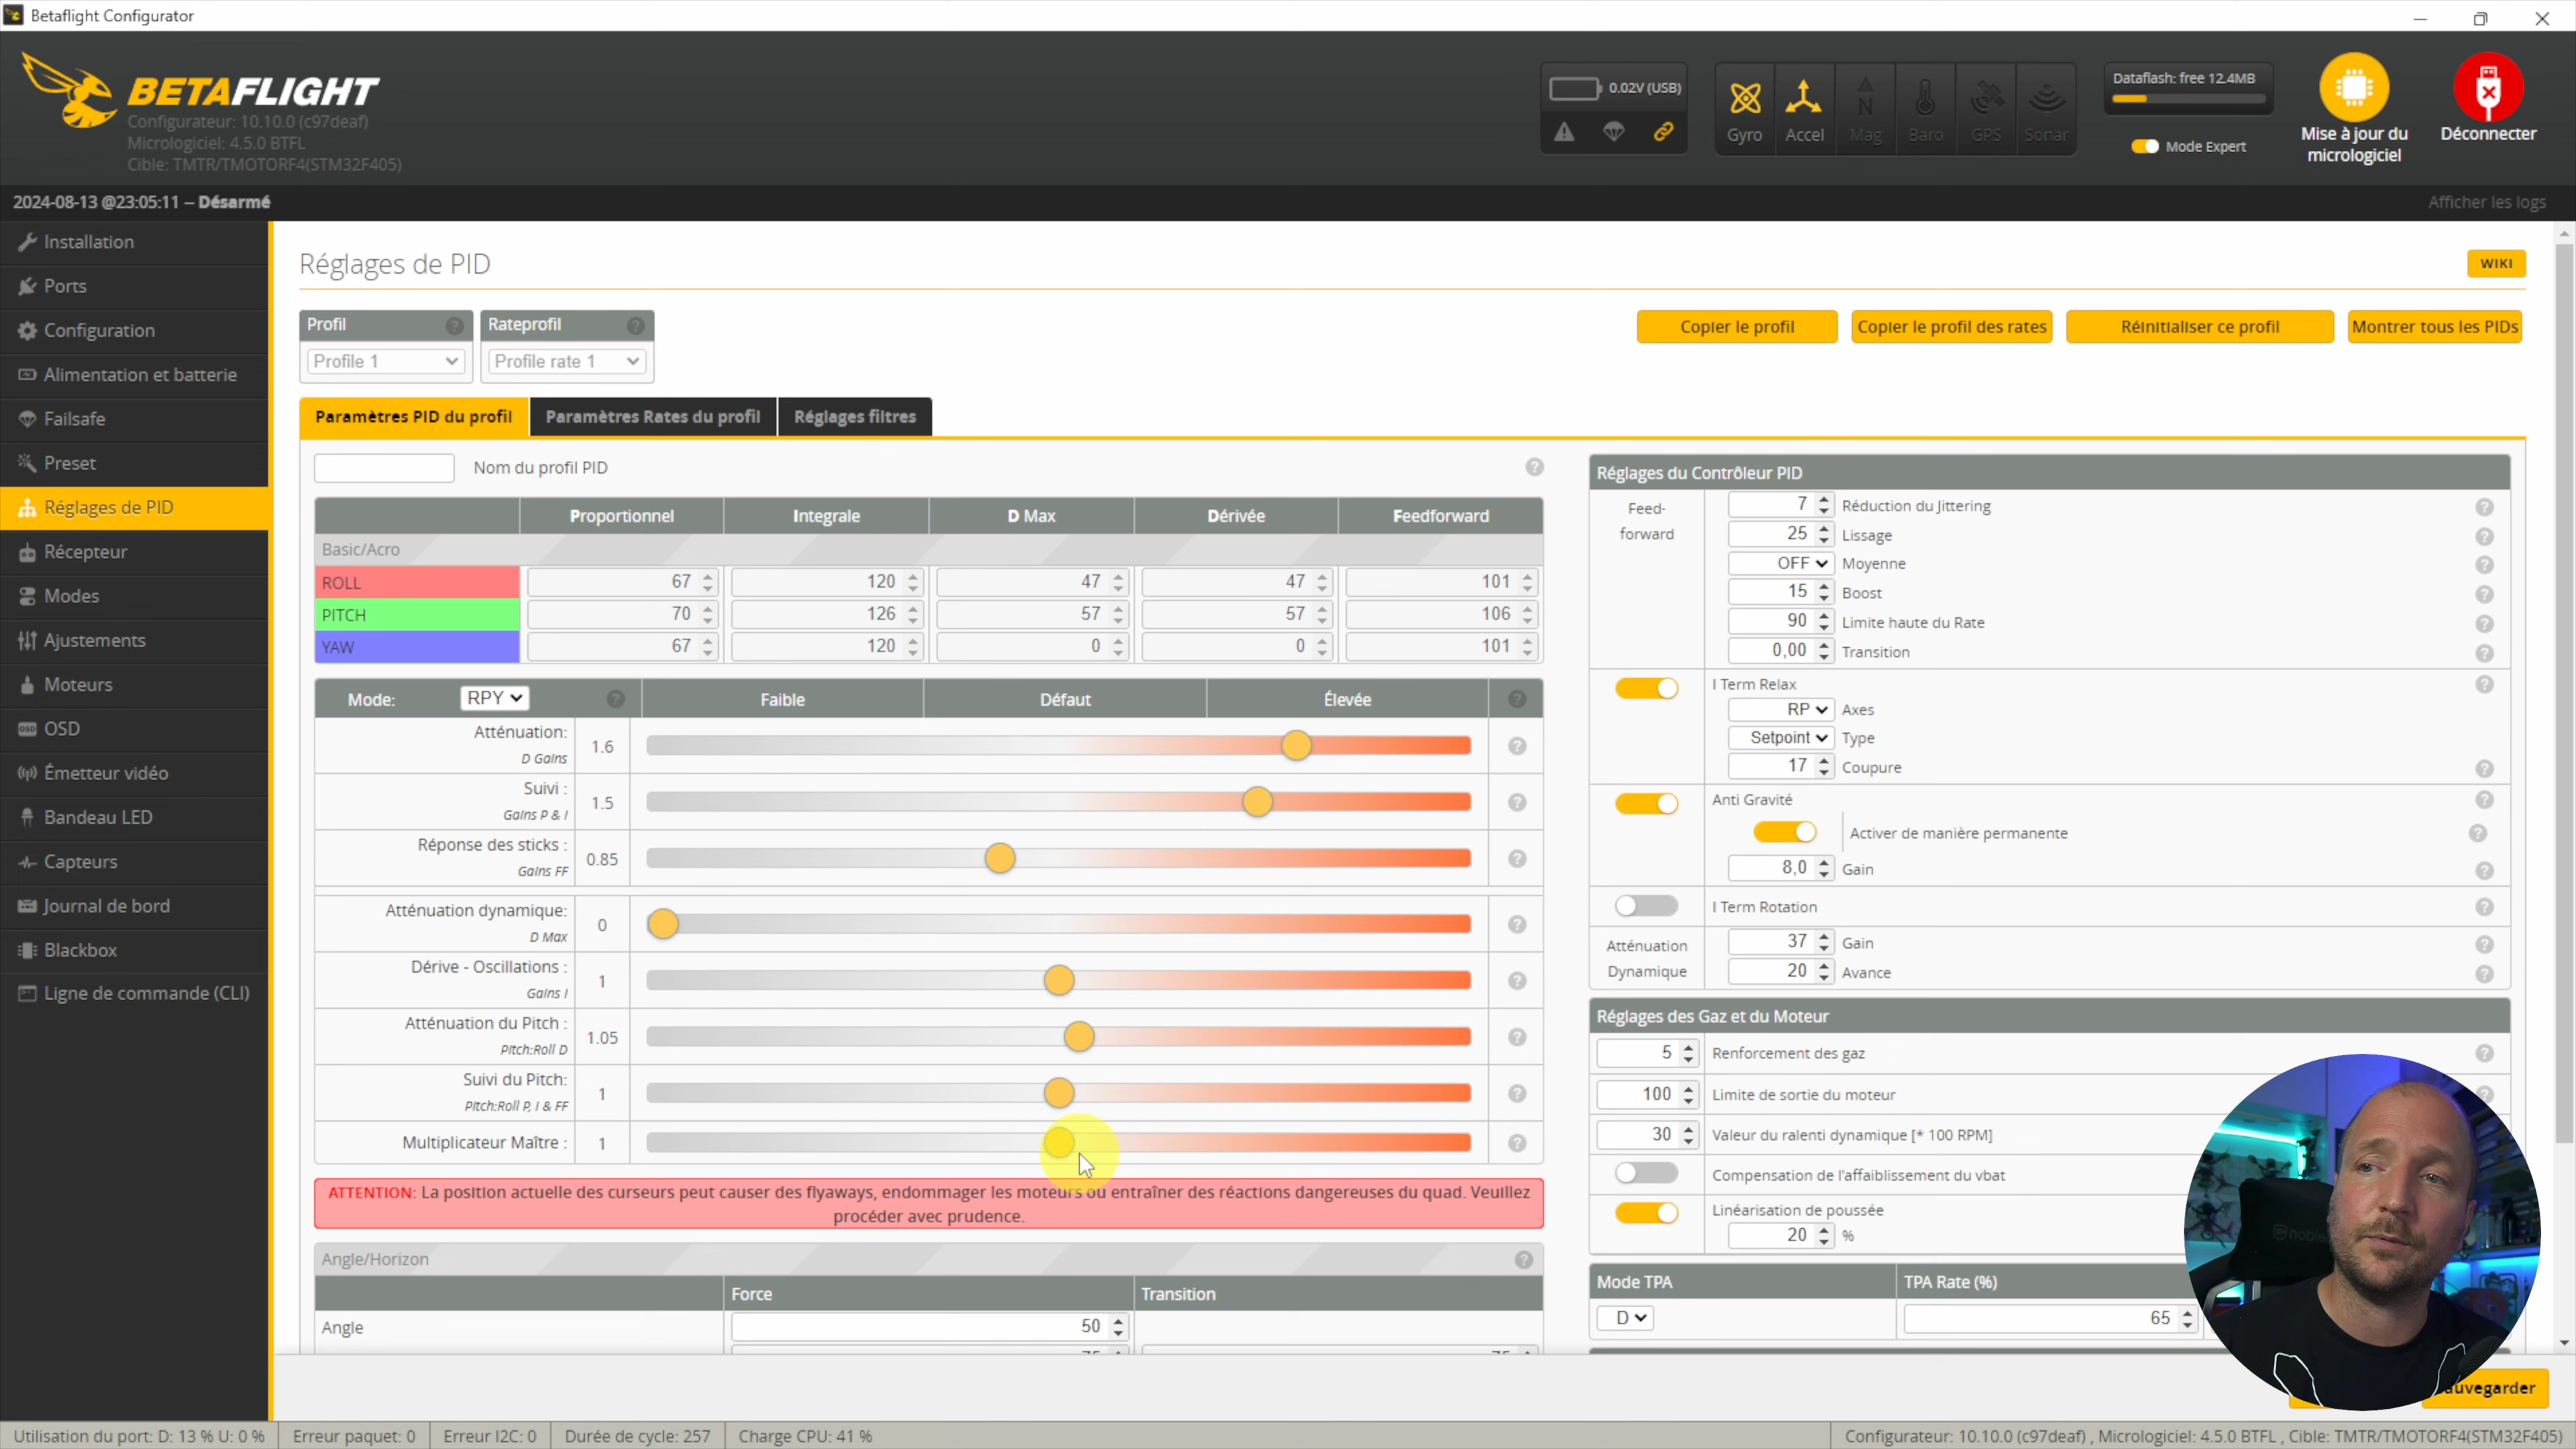 Betaflight Configurator
BETAFLIGHT
Configurateur: 10.10.0 (c97deaf)
Micrologiciel: 4.5.0 BTFL
Cible: TMTR/TMOTORF4(STM32F405)
0.02V (USB)
Gyro
Accel
Mag
Baro
GPS
Sonar
Dataflash: free 12.4MB
Mode Expert
Mise à jour du
micrologiciel
Déconnecter
2024-08-13 @23:05:11 – Désarmé
Afficher les logs
Installation
Ports
Configuration
Alimentation et batterie
Failsafe
Preset
Réglages de PID
Récepteur
Modes
Ajustements
Moteurs
OSD
Émetteur vidéo
Bandeau LED
Capteurs
Journal de bord
Blackbox
Ligne de commande (CLI)
Réglages de PID
WIKI
Profil
Profile 1
Rateprofil
Profile rate 1
Copier le profil
Copier le profil des rates
Réinitialiser ce profil
Montrer tous les PIDs
Paramètres PID du profil
Paramètres Rates du profil
Réglages filtres
Nom du profil PID
Proportionnel Integrale D Max Dérivée Feedforward
Basic/Acro
ROLL 67 120 47 47 101
PITCH 70 126 57 57 106
YAW 67 120 0 0 101
Mode: RPY Faible Défaut Élevée
Atténuation: 1.6
D Gains
Suivi : 1.5
Gains P & I
Réponse des sticks : 0.85
Gains FF
Atténuation dynamique: 0
D Max
Dérive - Oscillations : 1
Gains I
Atténuation du Pitch : 1.05
Pitch:Roll D
Suivi du Pitch: 1
Pitch:Roll P, I & FF
Multiplicateur Maître : 1
ATTENTION: La position actuelle des curseurs peut causer des flyaways, endommager les moteurs ou entraîner des réactions dangereuses du quad. Veuillez
procéder avec prudence.
Angle/Horizon
Force Transition
Angle 50
Réglages du Contrôleur PID
Feed-
forward
7 Réduction du Jittering
25 Lissage
OFF Moyenne
15 Boost
90 Limite haute du Rate
0,00 Transition
I Term Relax
RP Axes
Setpoint Type
17 Coupure
Anti Gravité
Activer de manière permanente
8,0 Gain
I Term Rotation
Atténuation
Dynamique
37 Gain
20 Avance
Réglages des Gaz et du Moteur
5 Renforcement des gaz
100 Limite de sortie du moteur
30 Valeur du ralenti dynamique [* 100 RPM]
Compensation de l'affaiblissement du vbat
Linéarisation de poussée
20 %
Mode TPA TPA Rate (%)
D 65
Utilisation du port: D: 13 % U: 0 %
Erreur paquet: 0
Erreur I2C: 0
Durée de cycle: 257
Charge CPU: 41 %
Configurateur: 10.10.0 (c97deaf) , Micrologiciel: 4.5.0 BTFL , Cible: TMTR/TMOTORF4(STM32F405)